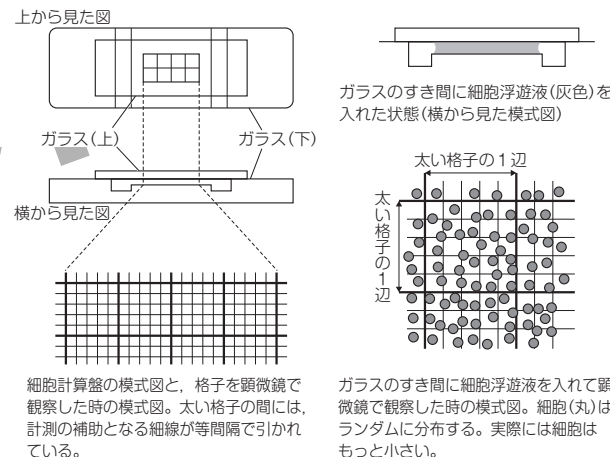 上から見た図
ガラス(上)
ガラス(下)
横から見た図
細胞計算盤の模式図と，格子を顕微鏡で
観察した時の模式図。太い格子の間には，
計測の補助となる細線が等間隔で引かれ
ている。
ガラスのすき間に細胞浮遊液(灰色)を
入れた状態(横から見た模式図)
太い格子の1辺
太い格子の1辺
ガラスのすき間に細胞浮遊液を入れて顕
微鏡で観察した時の模式図。細胞(丸)は
ランダムに分布する。実際には細胞は
もっと小さい。